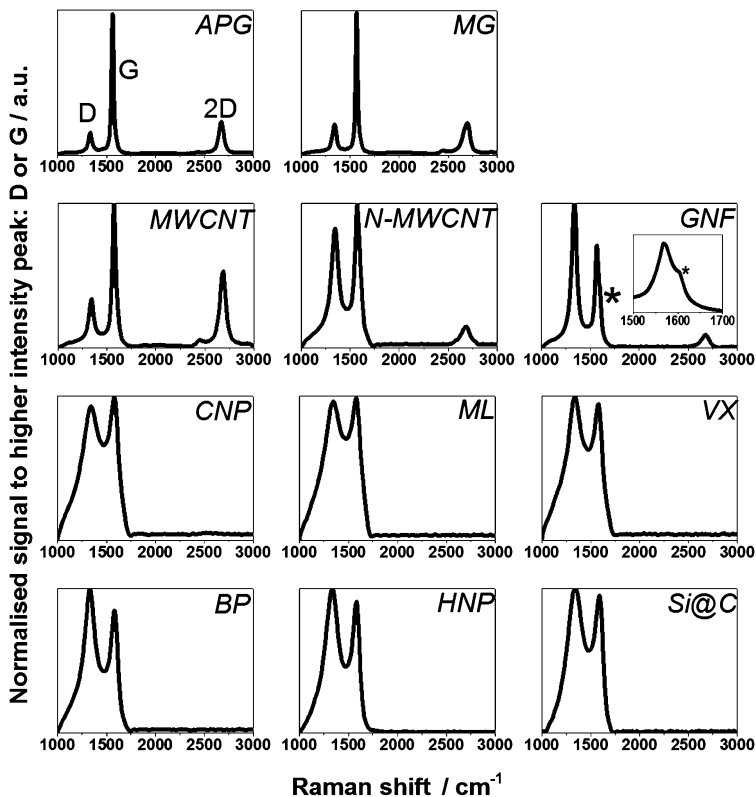 Normalised signal to higher intensity peak: D or G / a.u.
APG
D
G
2D
1000 1500 2000 2500 3000
MG
1000 1500 2000 2500 3000
MWCNT
1000 1500 2000 2500 3000
N-MWCNT
1000 1500 2000 2500 3000
GNF
*
*
1500 1600 1700
1000 1500 2000 2500 3000
CNP
1000 1500 2000 2500 3000
ML
1000 1500 2000 2500 3000
VX
1000 1500 2000 2500 3000
BP
1000 1500 2000 2500 3000
HNP
1000 1500 2000 2500 3000
Si@C
1000 1500 2000 2500 3000
Raman shift / cm⁻¹